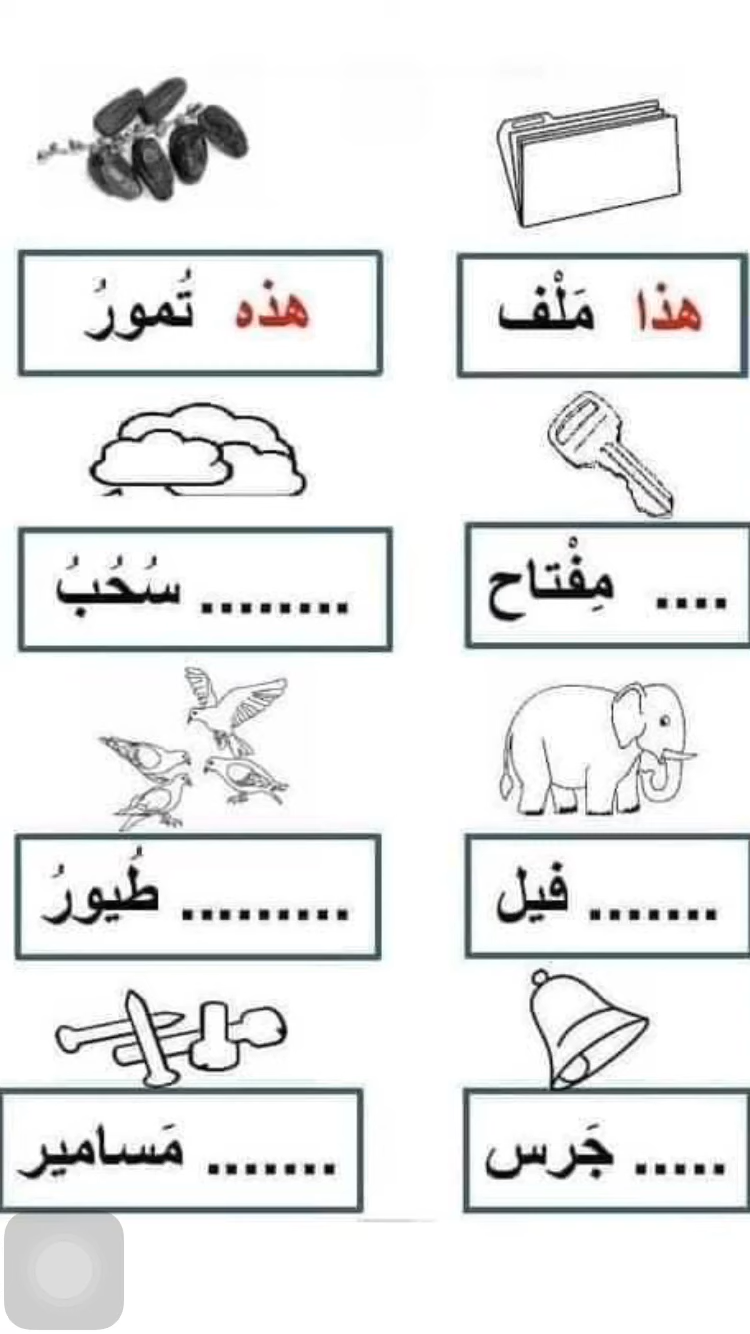 هذا مَلْف
هذه تُمورُ
.... مِفْتاح
........ سُحُبُ
....... فيل
......... طُيورُ
..... جَرس
....... مَسامير